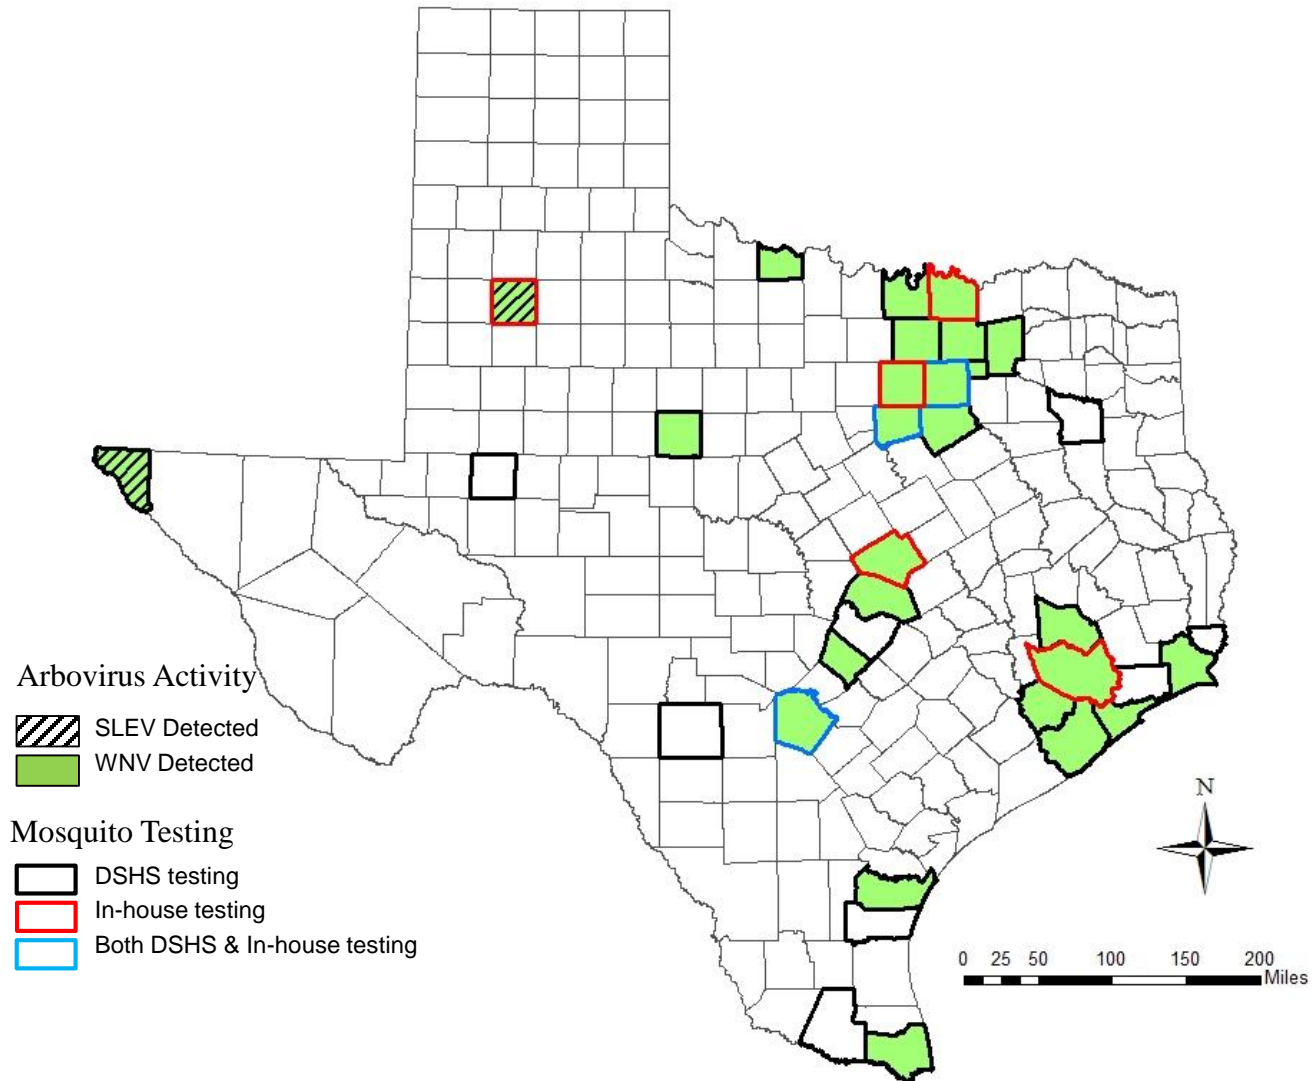 Arbovirus Activity
SLEV Detected
WNV Detected
Mosquito Testing
DSHS testing
In-house testing
Both DSHS & In-house testing
N
0 25 50 100 150 200
Miles